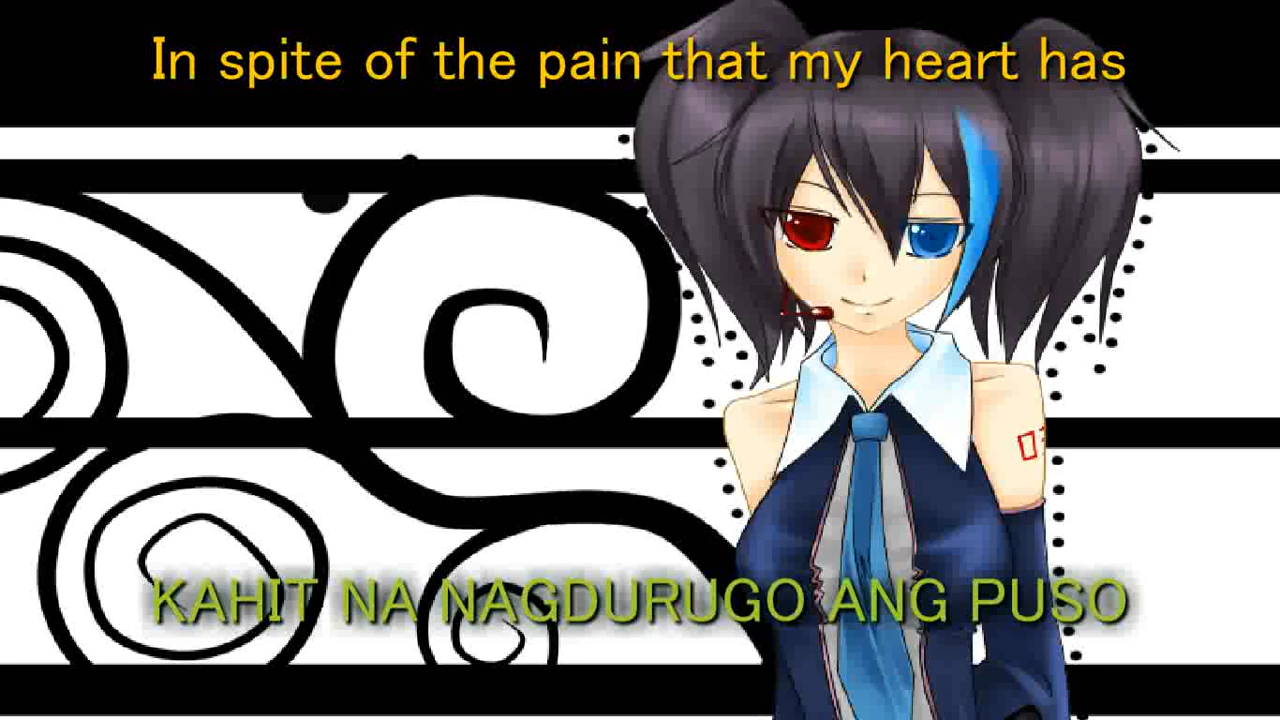 In spite of the pain that my heart has
KAHIT NA NAGDURUGO ANG PUSO